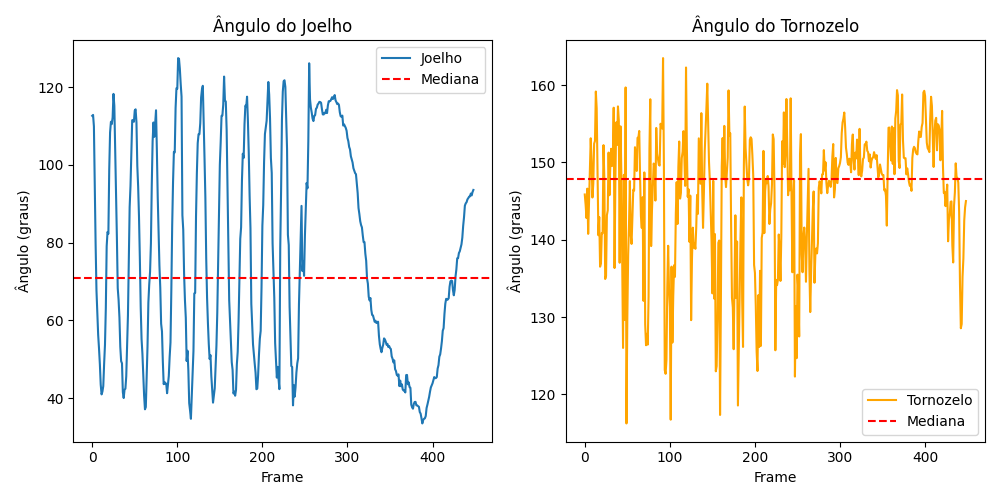 Ângulo do Joelho
Joelho
Mediana
Ângulo (graus)
120
100
80
60
40
0
100
200
300
400
Frame
Ângulo do Tornozelo
Tornozelo
Mediana
Ângulo (graus)
160
150
140
130
120
0
100
200
300
400
Frame